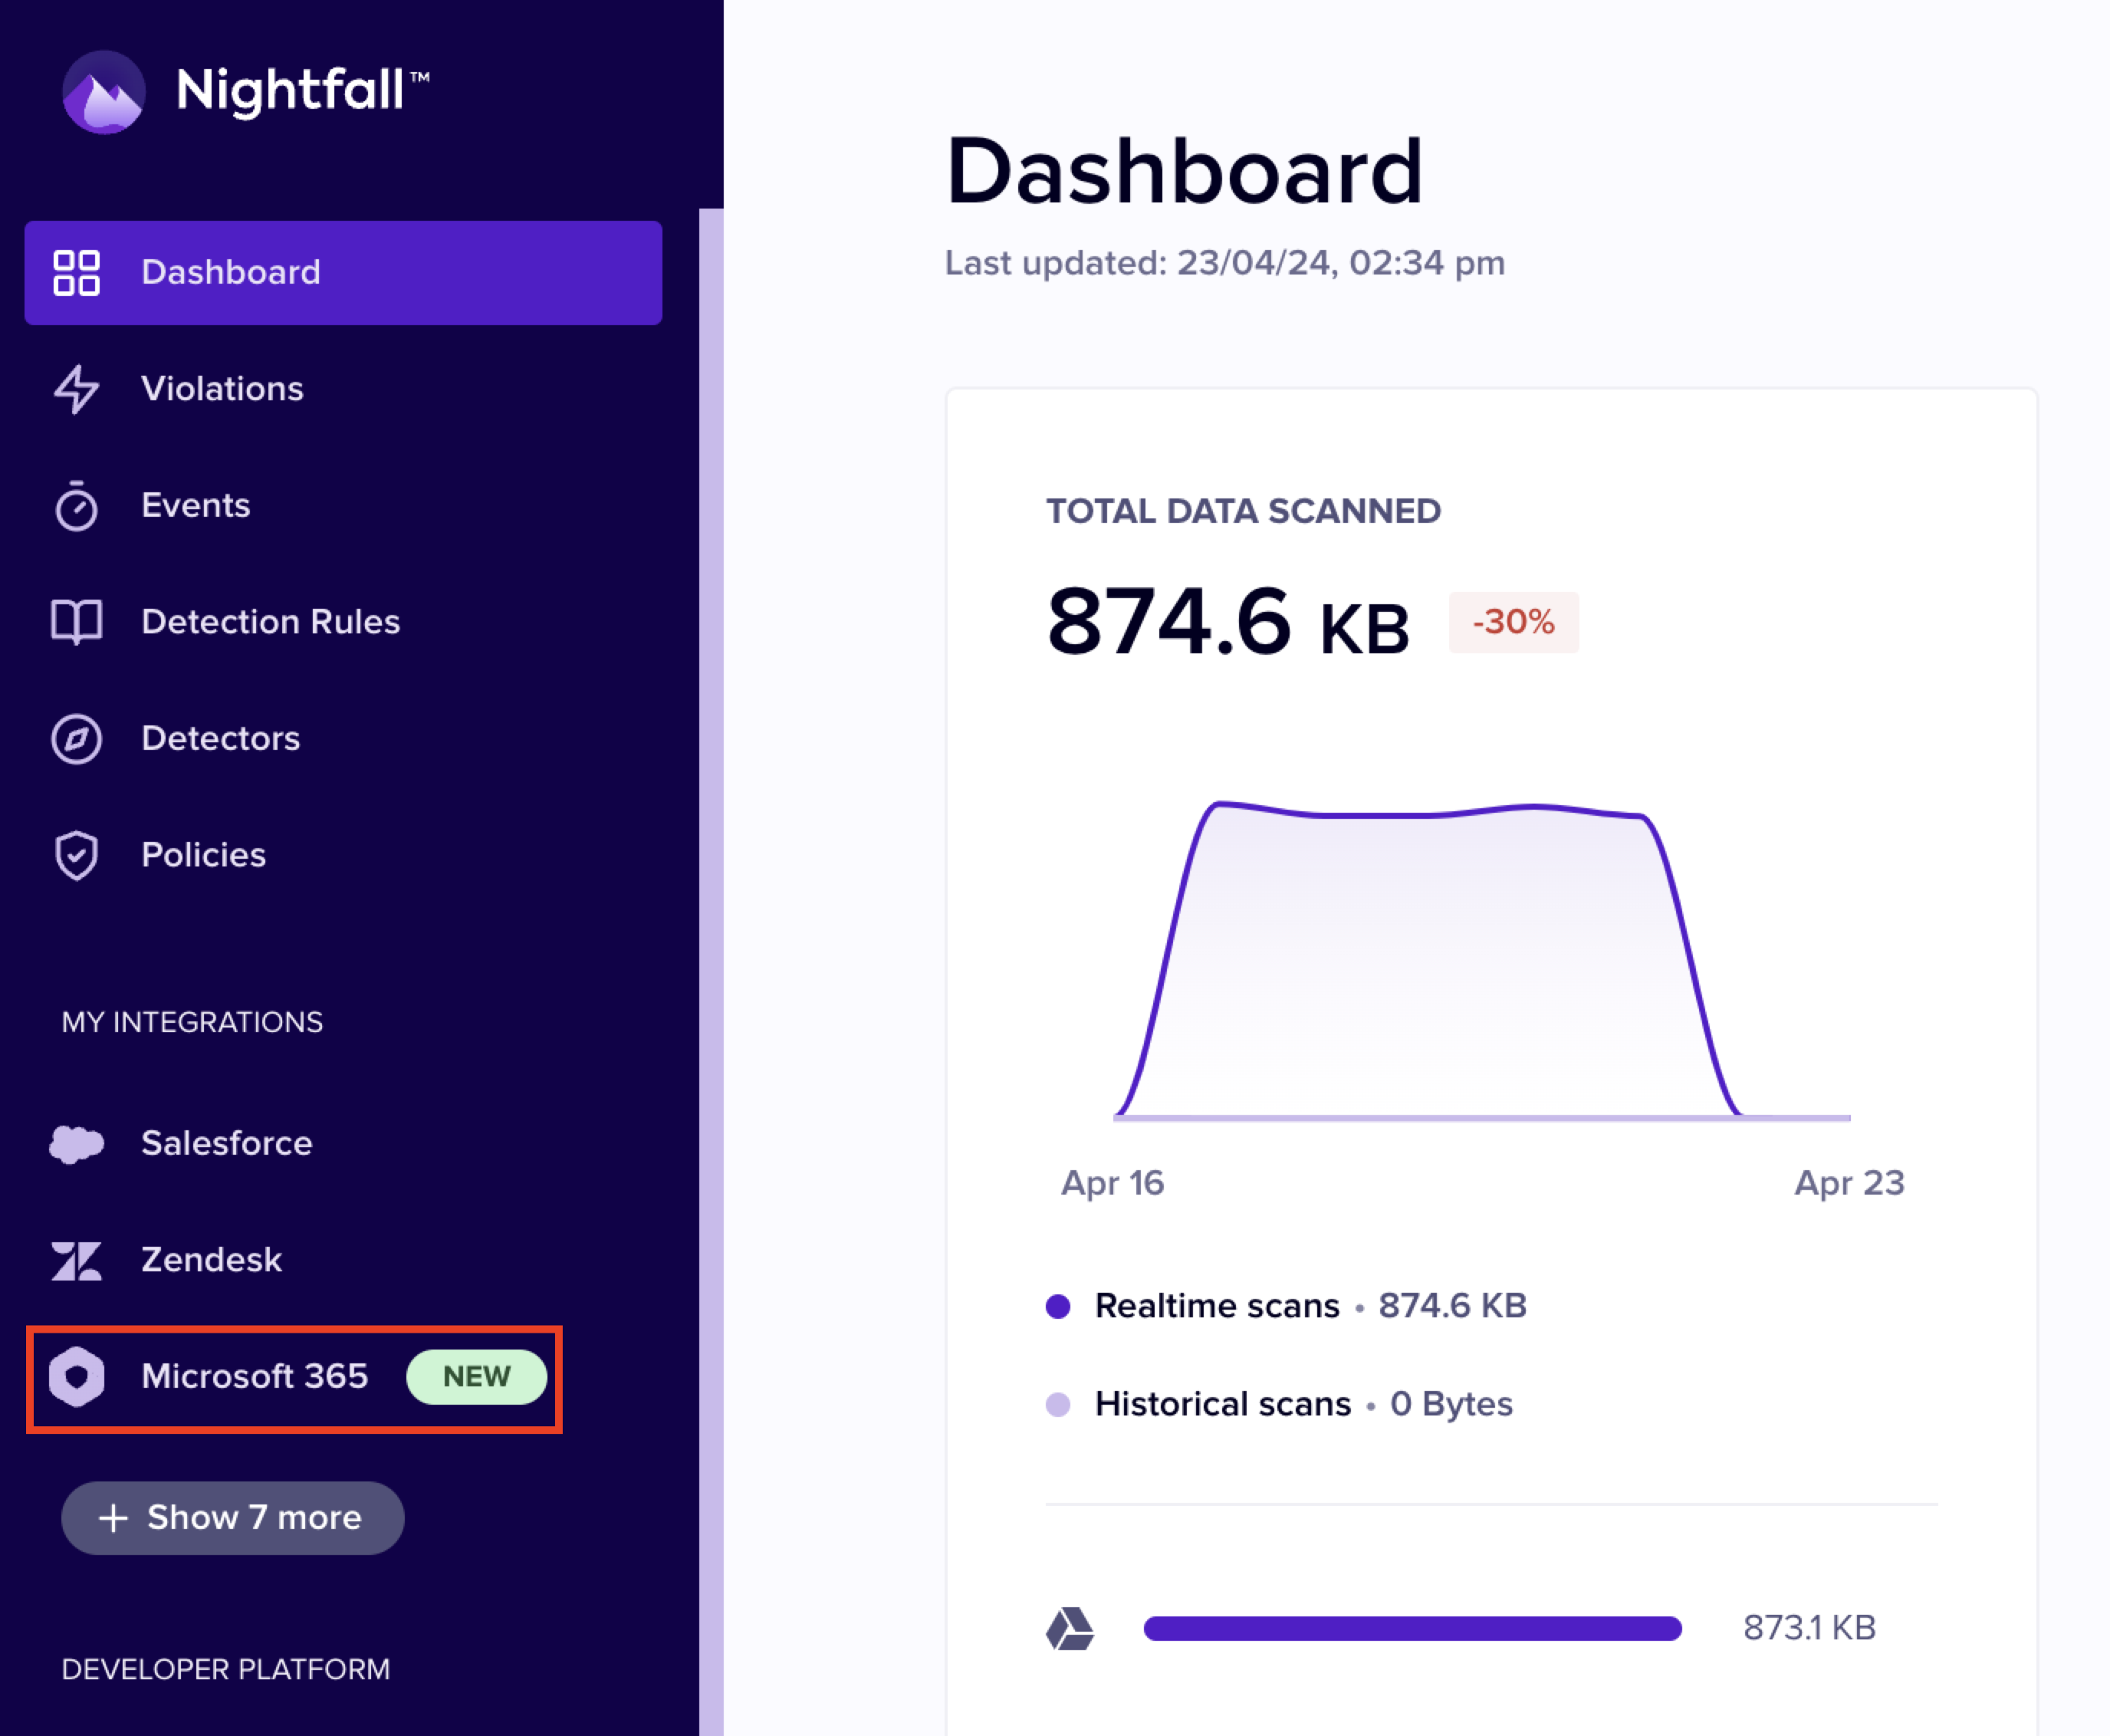 Nightfall™
Dashboard
Violations
Events
Detection Rules
Detectors
Policies
MY INTEGRATIONS
Salesforce
Zendesk
Microsoft 365 NEW
+ Show 7 more
DEVELOPER PLATFORM
Dashboard
Last updated: 23/04/24, 02:34 pm
TOTAL DATA SCANNED
874.6 KB -30%
Apr 16 Apr 23
Realtime scans • 874.6 KB
Historical scans • 0 Bytes
873.1 KB